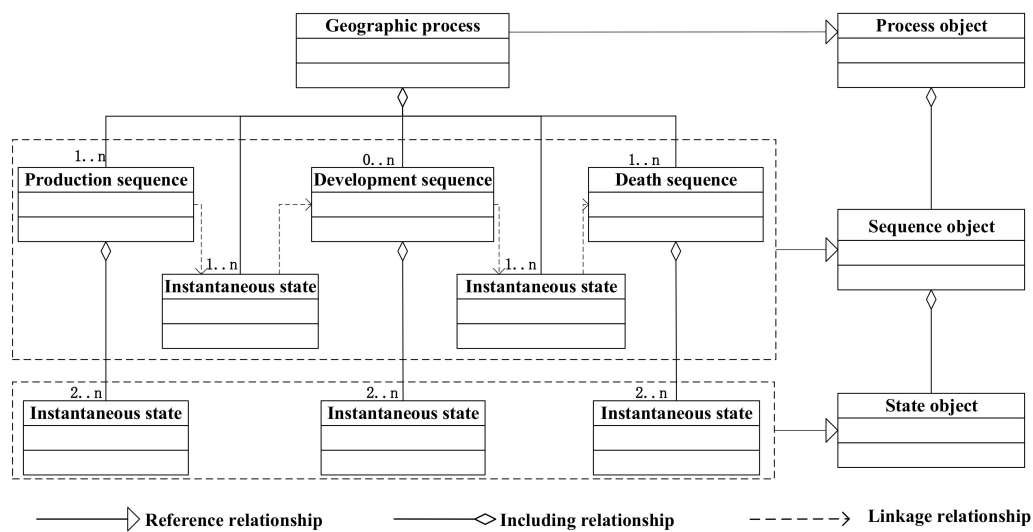 Geographic process
Process object
1..n
0..n
1..n
Production sequence
Development sequence
Death sequence
Sequence object
1..n
1..n
Instantaneous state
Instantaneous state
2..n
2..n
2..n
Instantaneous state
Instantaneous state
Instantaneous state
State object
Reference relationship
Including relationship
Linkage relationship